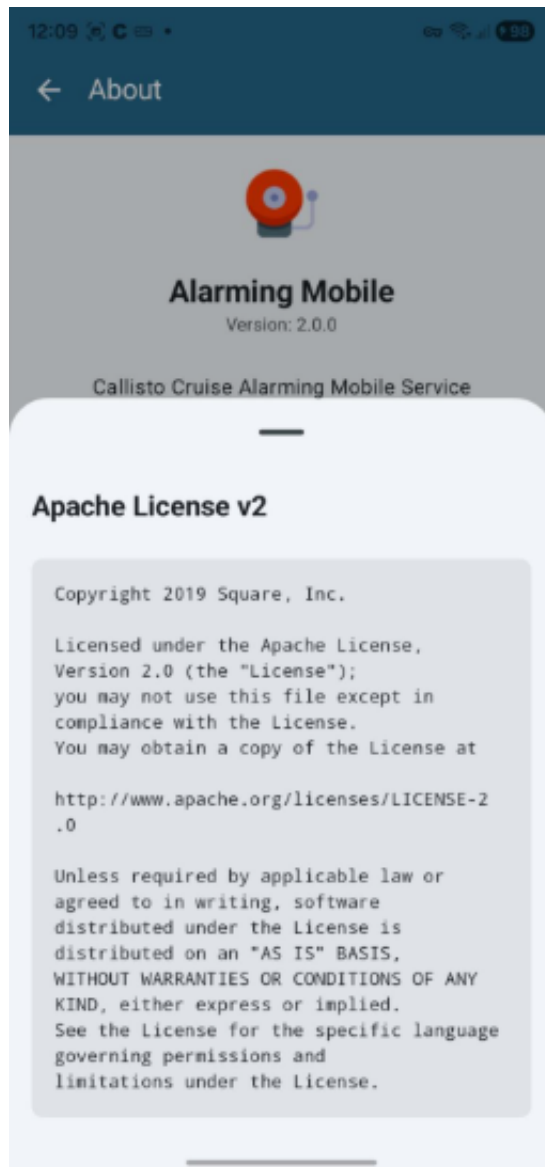 12:09 C
98
About
Alarming Mobile
Version: 2.0.0
Callisto Cruise Alarming Mobile Service
Apache License v2
Copyright 2019 Square, Inc.
Licensed under the Apache License,
Version 2.0 (the "License");
you may not use this file except in
compliance with the License.
You may obtain a copy of the License at
http://www.apache.org/licenses/LICENSE-2
.0
Unless required by applicable law or
agreed to in writing, software
distributed under the License is
distributed on an "AS IS" BASIS,
WITHOUT WARRANTIES OR CONDITIONS OF ANY
KIND, either express or implied.
See the License for the specific language
governing permissions and
limitations under the License.